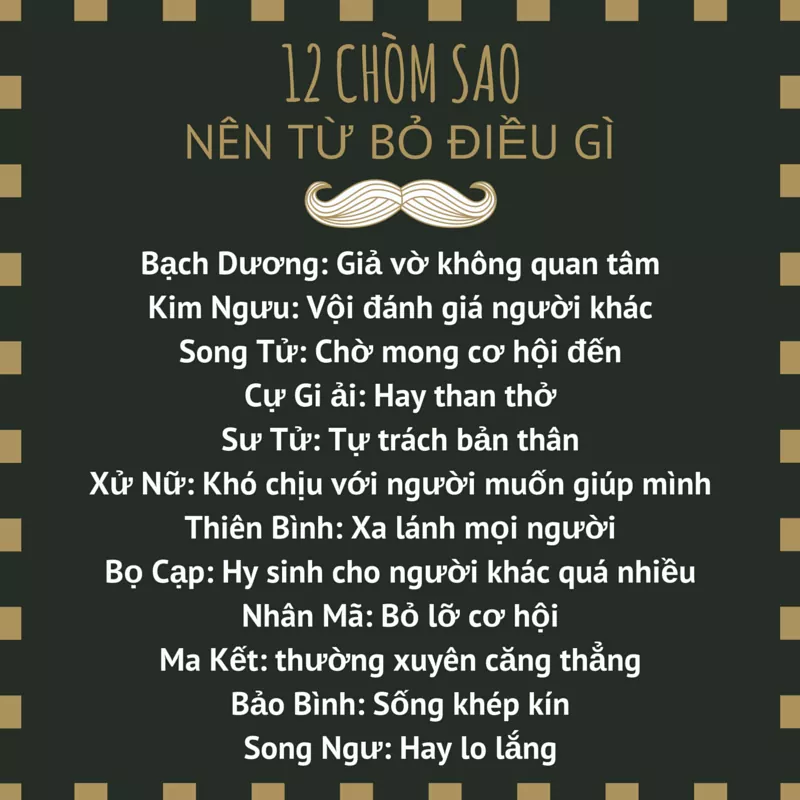 12 CHÒM SAO
NÊN TỪ BỎ ĐIỀU GÌ
Bạch Dương: Giả vờ không quan tâm
Kim Ngưu: Vội đánh giá người khác
Song Tử: Chờ mong cơ hội đến
Cự Gi ải: Hay than thở
Sư Tử: Tự trách bản thân
Xử Nữ: Khó chịu với người muốn giúp mình
Thiên Bình: Xa lánh mọi người
Bọ Cạp: Hy sinh cho người khác quá nhiều
Nhân Mã: Bỏ lỡ cơ hội
Ma Kết: thường xuyên căng thẳng
Bảo Bình: Sống khép kín
Song Ngư: Hay lo lắng